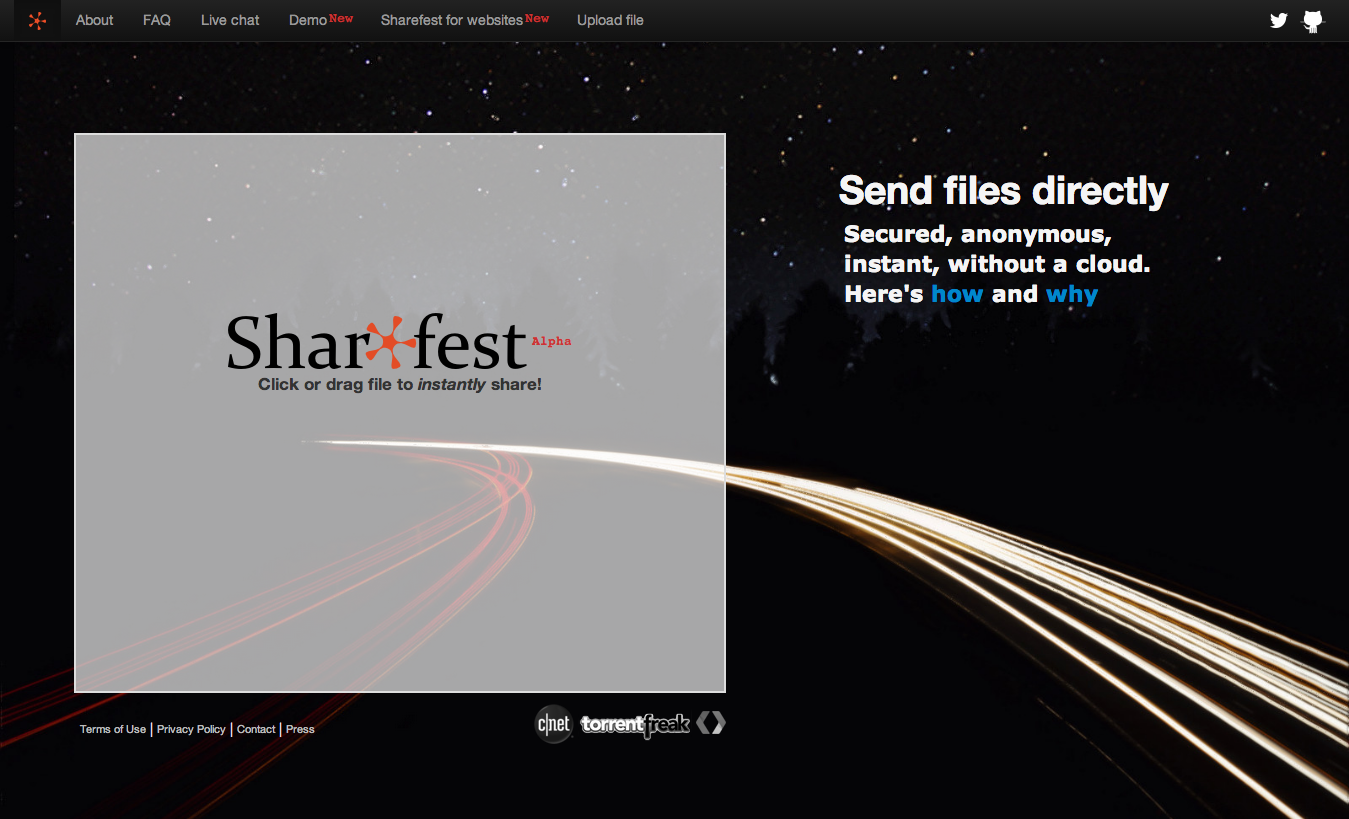 About FAQ Live chat Demo New Sharefest for websites New Upload file
Send files directly
Secured, anonymous,
instant, without a cloud.
Here's how and why
Sharefest Alpha
Click or drag file to instantly share!
Terms of Use | Privacy Policy | Contact | Press
c|net torrentfreak